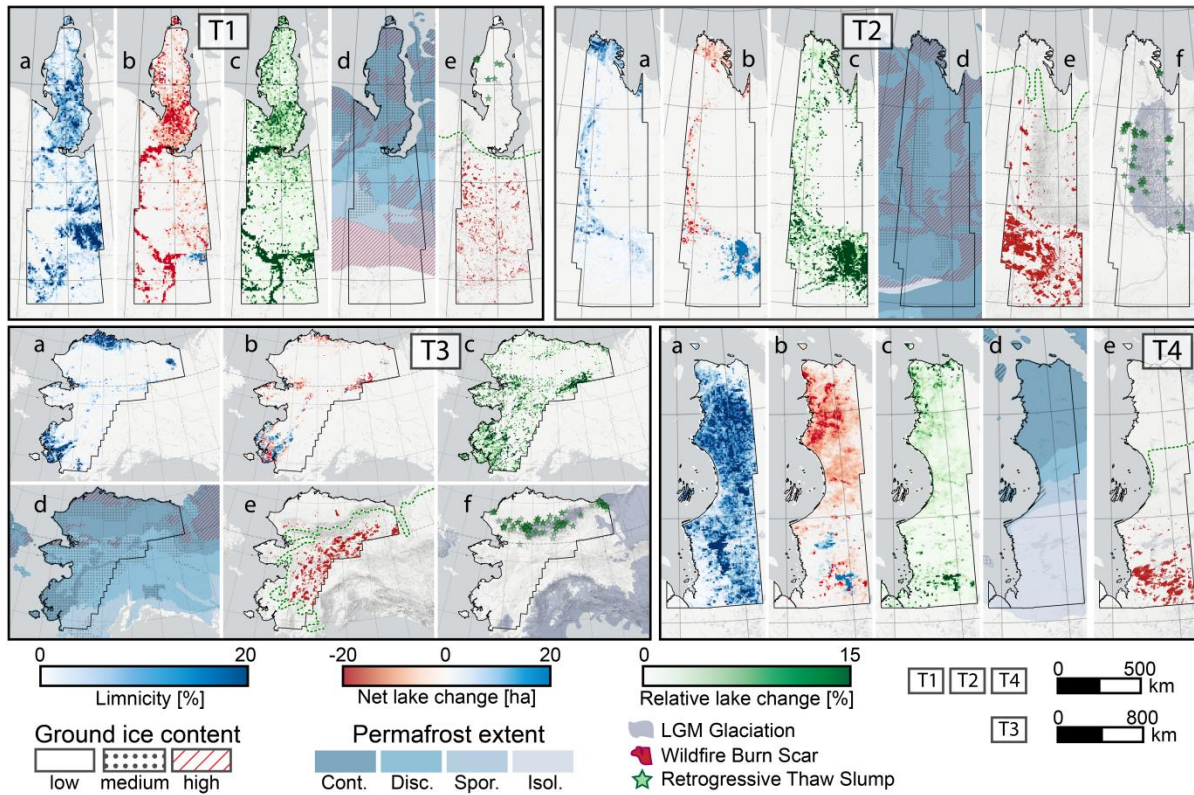 T1
a b c d e
T2
a b c d e f
T3
a b c
d e f
T4
a b c d e
0 20
Limnicity [%]
-20 0 20
Net lake change [ha]
0 15
Relative lake change [%]
T1 T2 T4
0 500
km
T3
0 800
km
Ground ice content
low medium high
Permafrost extent
Cont. Disc. Spor. Isol.
LGM Glaciation
Wildfire Burn Scar
Retrogressive Thaw Slump